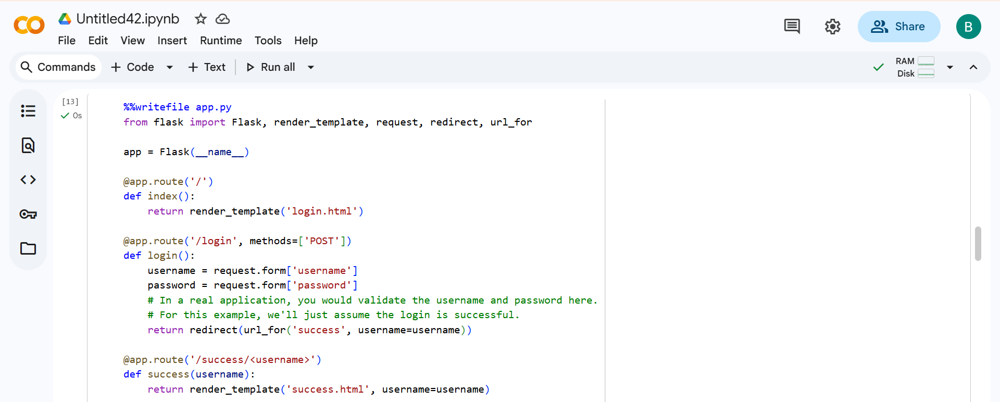 CO
Untitled42.ipynb
File Edit View Insert Runtime Tools Help
Share
B
Commands + Code + Text Run all
RAM
Disk
[13]
0s
%%writefile app.py
from flask import Flask, render_template, request, redirect, url_for

app = Flask(__name__)

@app.route('/')
def index():
    return render_template('login.html')

@app.route('/login', methods=['POST'])
def login():
    username = request.form['username']
    password = request.form['password']
    # In a real application, you would validate the username and password here.
    # For this example, we'll just assume the login is successful.
    return redirect(url_for('success', username=username))

@app.route('/success/<username>')
def success(username):
    return render_template('success.html', username=username)